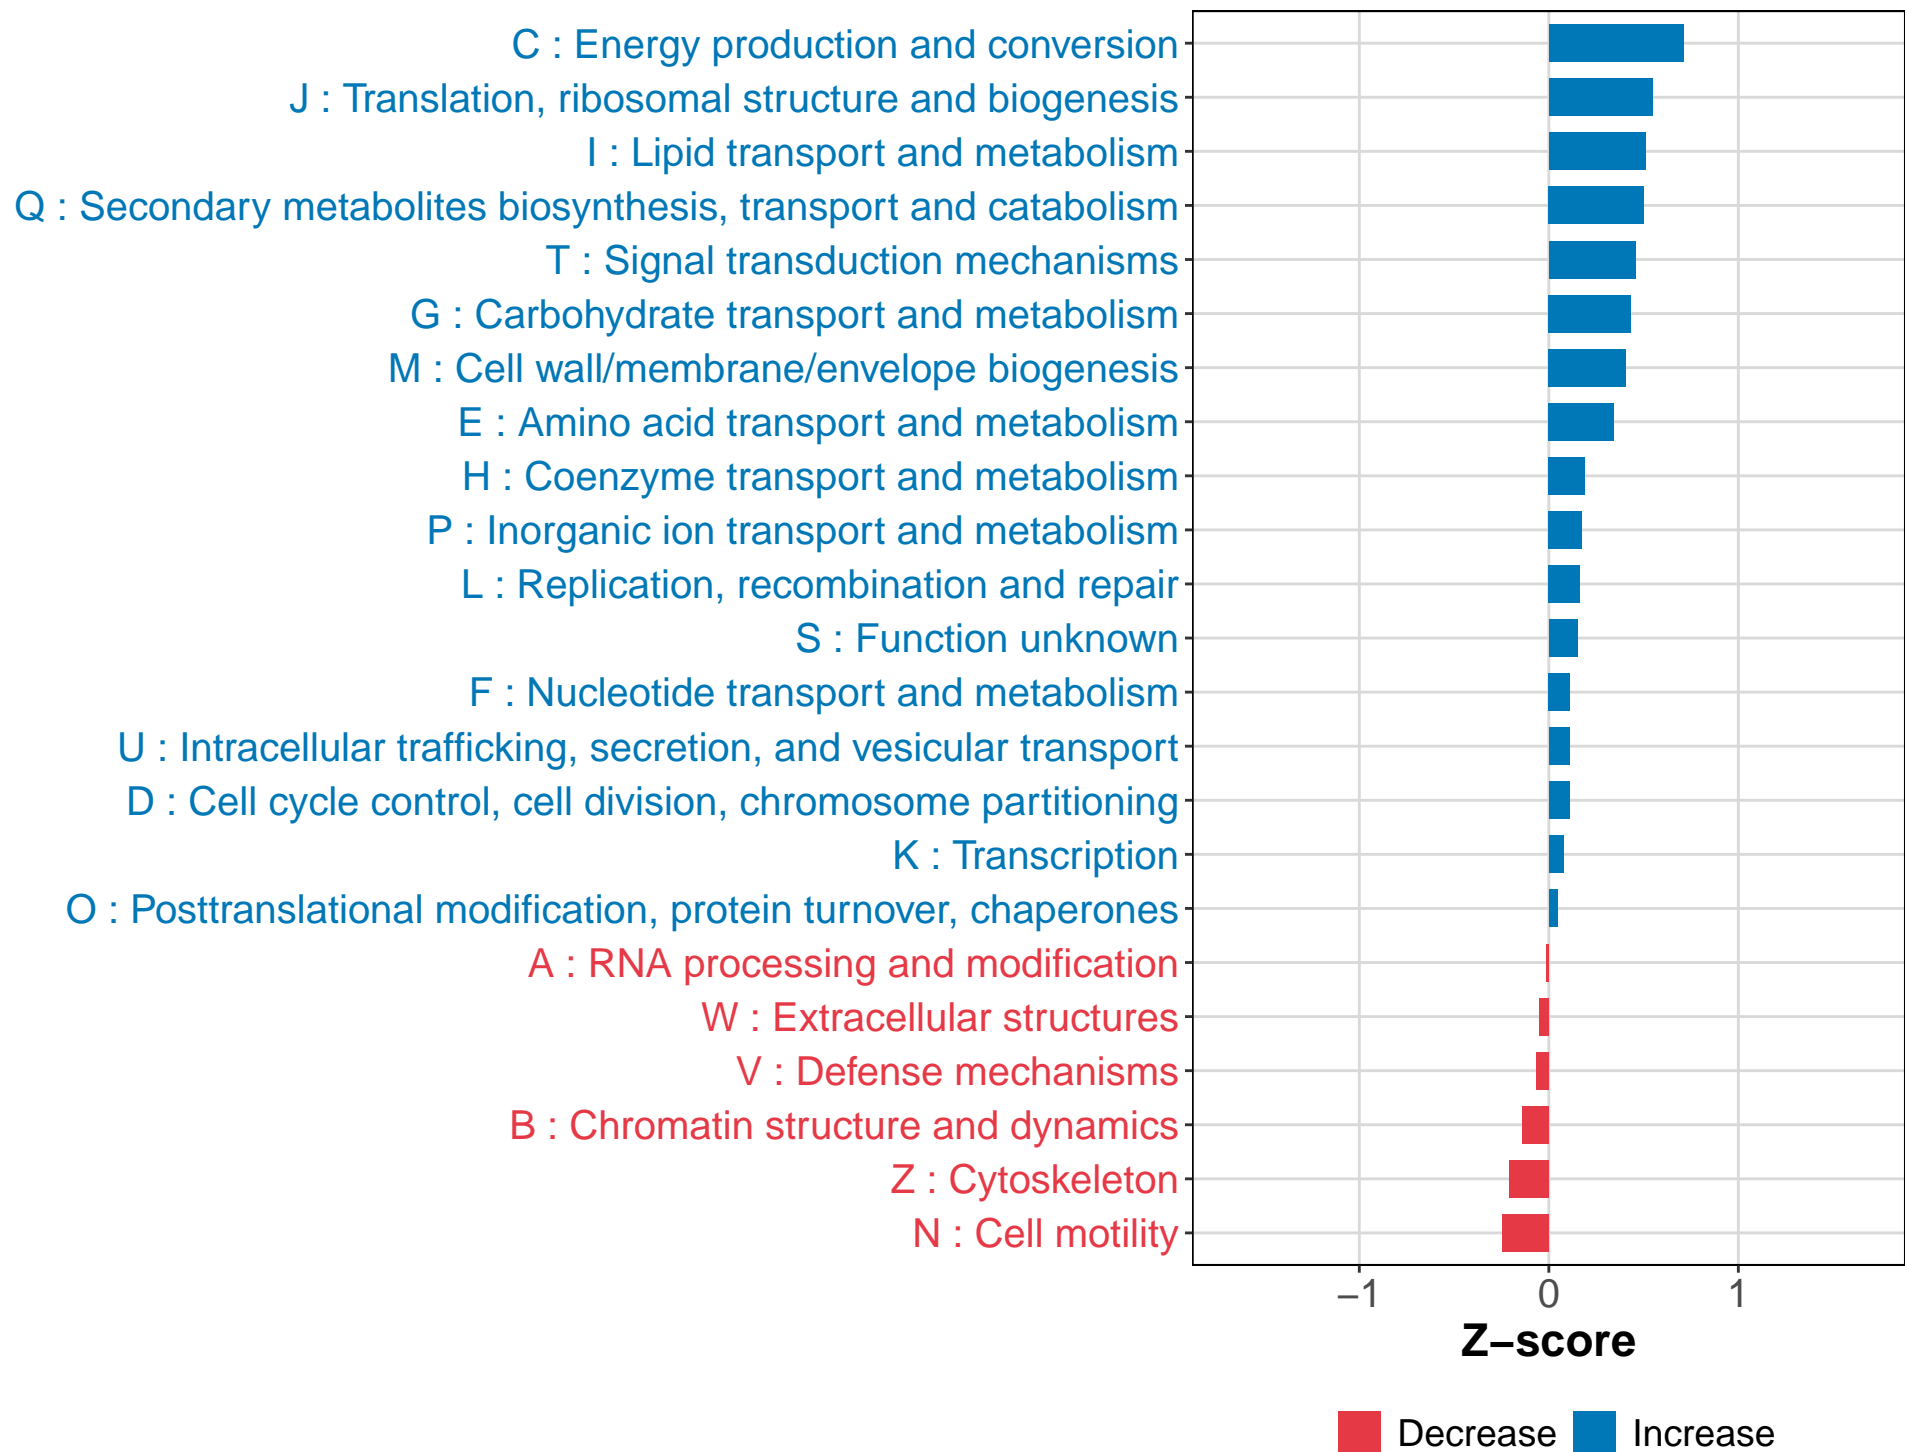 C : Energy production and conversion
J : Translation, ribosomal structure and biogenesis
I : Lipid transport and metabolism
Q : Secondary metabolites biosynthesis, transport and catabolism
T : Signal transduction mechanisms
G : Carbohydrate transport and metabolism
M : Cell wall/membrane/envelope biogenesis
E : Amino acid transport and metabolism
H : Coenzyme transport and metabolism
P : Inorganic ion transport and metabolism
L : Replication, recombination and repair
S : Function unknown
F : Nucleotide transport and metabolism
U : Intracellular trafficking, secretion, and vesicular transport
D : Cell cycle control, cell division, chromosome partitioning
K : Transcription
O : Posttranslational modification, protein turnover, chaperones
A : RNA processing and modification
W : Extracellular structures
V : Defense mechanisms
B : Chromatin structure and dynamics
Z : Cytoskeleton
N : Cell motility
−1 0 1
Z−score
Decrease Increase